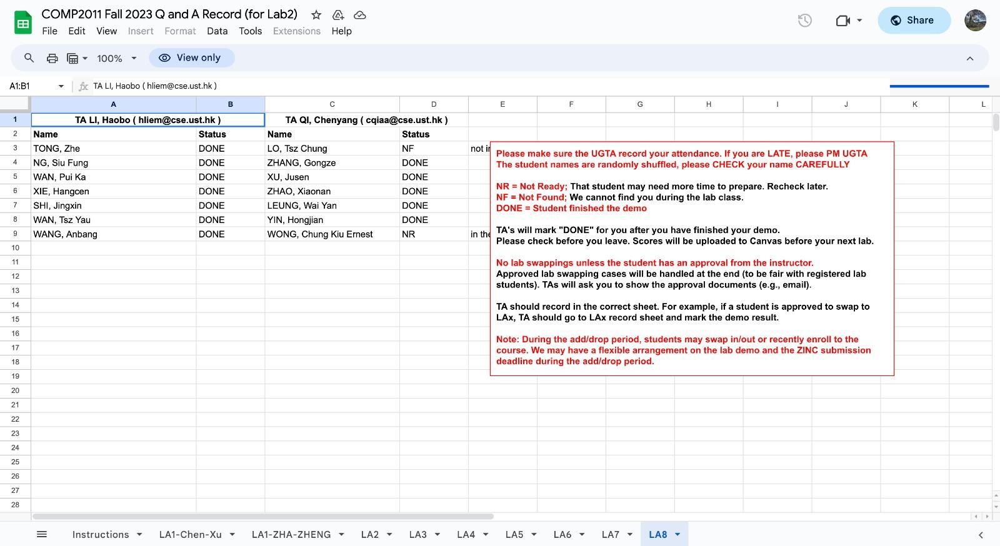 COMP2011 Fall 2023 Q and A Record (for Lab2)
File Edit View Insert Format Data Tools Extensions Help
Share
100% View only
A1:B1 fx TA LI, Haobo ( hliem@cse.ust.hk )
A B C D E F G H I J K L
1 TA LI, Haobo ( hliem@cse.ust.hk ) TA QI, Chenyang ( cqiaa@cse.ust.hk )
2 Name Status Name Status
3 TONG, Zhe DONE LO, Tsz Chung NF
4 NG, Siu Fung DONE ZHANG, Gongze DONE
5 WAN, Pui Ka DONE XU, Jusen DONE
6 XIE, Hangcen DONE ZHAO, Xiaonan DONE
7 SHI, Jingxin DONE LEUNG, Wai Yan DONE
8 WAN, Tsz Yau DONE YIN, Hongjian DONE
9 WANG, Anbang DONE WONG, Chung Kiu Ernest NR
10
11
12
13
14
15
16
17
18
19
20
21
22
23
24
25
26
27
28
not
in the
Please make sure the UGTA record your attendance. If you are LATE, please PM UGTA
The student names are randomly shuffled, please CHECK your name CAREFULLY
NR = Not Ready; That student may need more time to prepare. Recheck later.
NF = Not Found; We cannot find you during the lab class.
DONE = Student finished the demo
TA's will mark "DONE" for you after you have finished your demo.
Please check before you leave. Scores will be uploaded to Canvas before your next lab.
No lab swappings unless the student has an approval from the instructor.
Approved lab swapping cases will be handled at the end (to be fair with registered lab
students). TAs will ask you to show the approval documents (e.g., email).
TA should record in the correct sheet. For example, if a student is approved to swap to
LAx, TA should go to LAx record sheet and mark the demo result.
Note: During the add/drop period, students may swap in/out or recently enroll to the
course. We may have a flexible arrangement on the lab demo and the ZINC submission
deadline during the add/drop period.
Instructions LA1-Chen-Xu LA1-ZHA-ZHENG LA2 LA3 LA4 LA5 LA6 LA7 LA8